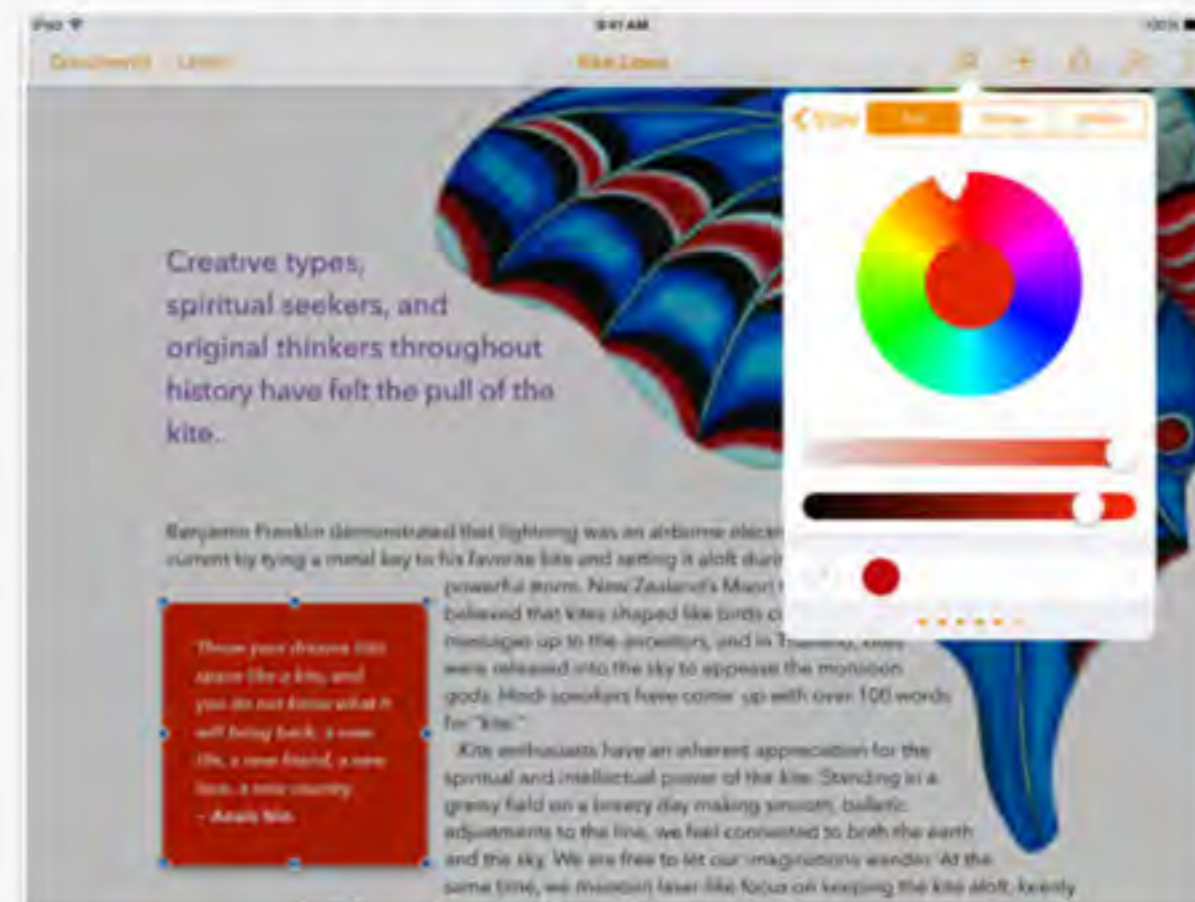 iPad
9:41 AM
100%
Documents Undo
View
Creative types,
spiritual seekers, and
original thinkers throughout
history have felt the pull of the
kite.
Benjamin Franklin demonstrated that lightning was an airborne
current by tying a metal key to his favorite kite and setting it aloft
powerful storm. New Zealand's Maori
believed that kites shaped like birds
messages up to the ancestors, and in Thailand, kites
were released into the sky to appease the monsoon
gods. Hindi speakers have come up with over 100 words
for "kite."
Kite enthusiasts have an inherent appreciation for the
spiritual and intellectual power of the kite. Standing in a
grassy field on a breezy day making smooth, balletic
adjustments to the line, we feel connected to both the earth
and the sky. We are free to let our imaginations wander. At the
same time, we maintain laser-like focus on keeping the kite aloft, keenly
Throw your dreams into
space like a kite, and
you do not know what it
will bring back, a new
life, a new friend, a new
love, a new country.
– Anaïs Nin